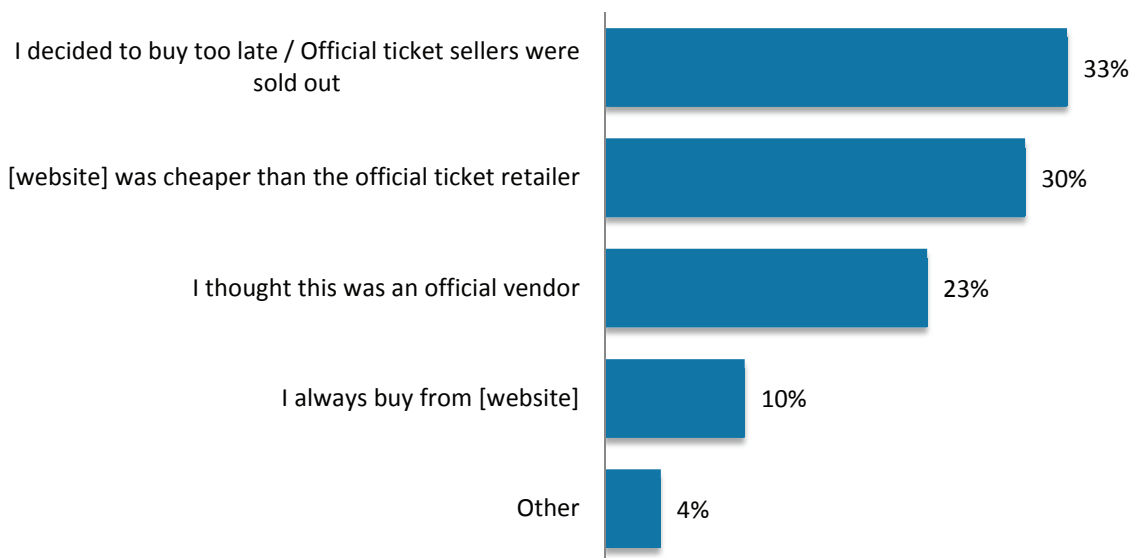 I decided to buy too late / Official ticket sellers were
sold out
33%
[website] was cheaper than the official ticket retailer
30%
I thought this was an official vendor
23%
I always buy from [website]
10%
Other
4%